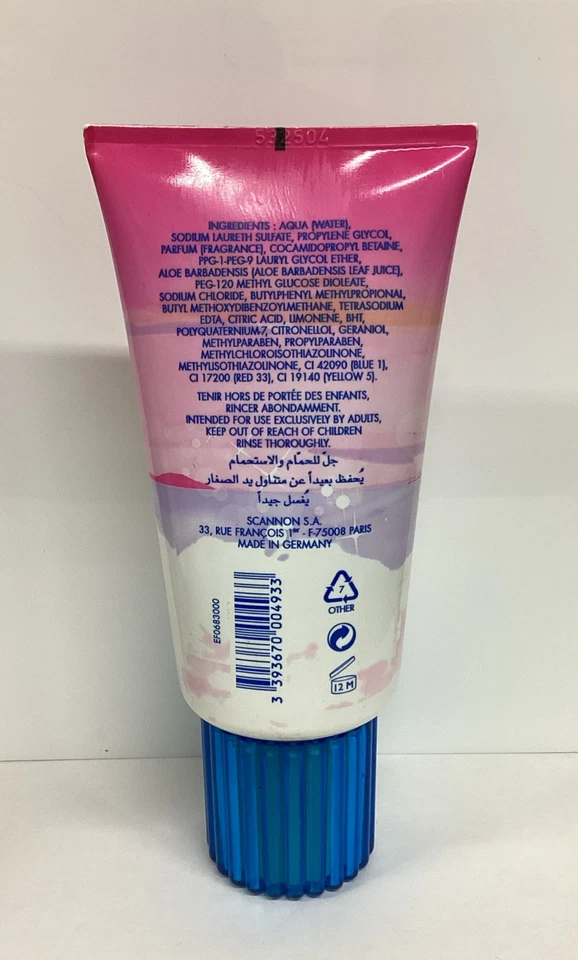 532504
INGREDIENTS : AQUA (WATER),
SODIUM LAURETH SULFATE, PROPYLENE GLYCOL,
PARFUM (FRAGRANCE), COCAMIDOPROPYL BETAINE,
PPG-1-PEG-9 LAURYL GLYCOL ETHER,
ALOE BARBADENSIS (ALOE BARBADENSIS LEAF JUICE),
PEG-120 METHYL GLUCOSE DIOLEATE,
SODIUM CHLORIDE, BUTYLPHENYL METHYLPROPIONAL,
BUTYL METHOXYDIBENZOYLMETHANE, TETRASODIUM
EDTA, CITRIC ACID, LIMONENE, BHT,
POLYQUATERNIUM-7, CITRONELLOL, GERANIOL,
METHYLPARABEN, PROPYLPARABEN,
METHYLCHLOROISOTHIAZOLINONE,
METHYLISOTHIAZOLINONE, CI 42090 (BLUE 1),
CI 17200 (RED 33), CI 19140 (YELLOW 5).
TENIR HORS DE PORTÉE DES ENFANTS,
RINCER ABONDAMMENT.
INTENDED FOR USE EXCLUSIVELY BY ADULTS,
KEEP OUT OF REACH OF CHILDREN
RINSE THOROUGHLY.
جلّ للحمّام والاستحمام
يُحفظ بعيداً عن متناول يد الصغار
يُغسل جيداً
SCANNON S.A.
33, RUE FRANÇOIS 1er - F-75008 PARIS
MADE IN GERMANY
EF0683000
3 393670 004933
7
OTHER
12 M